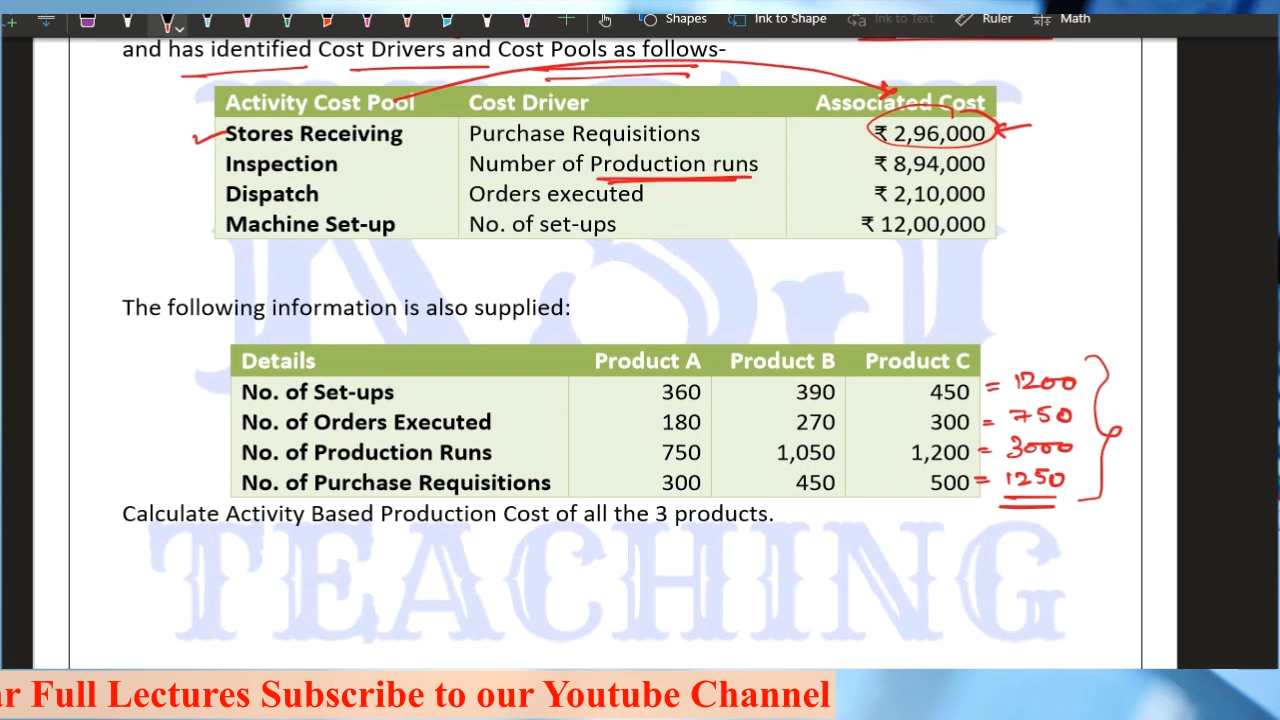 Shapes Ink to Shape Ink to Text Ruler Math
and has identified Cost Drivers and Cost Pools as follows-
Activity Cost Pool Cost Driver Associated Cost
Stores Receiving Purchase Requisitions ₹ 2,96,000
Inspection Number of Production runs ₹ 8,94,000
Dispatch Orders executed ₹ 2,10,000
Machine Set-up No. of set-ups ₹ 12,00,000
The following information is also supplied:
Details Product A Product B Product C
No. of Set-ups 360 390 450 = 1200
No. of Orders Executed 180 270 300 = 750
No. of Production Runs 750 1,050 1,200 = 3000
No. of Purchase Requisitions 300 450 500 = 1250
Calculate Activity Based Production Cost of all the 3 products.
TEACHING
ar Full Lectures Subscribe to our Youtube Channel